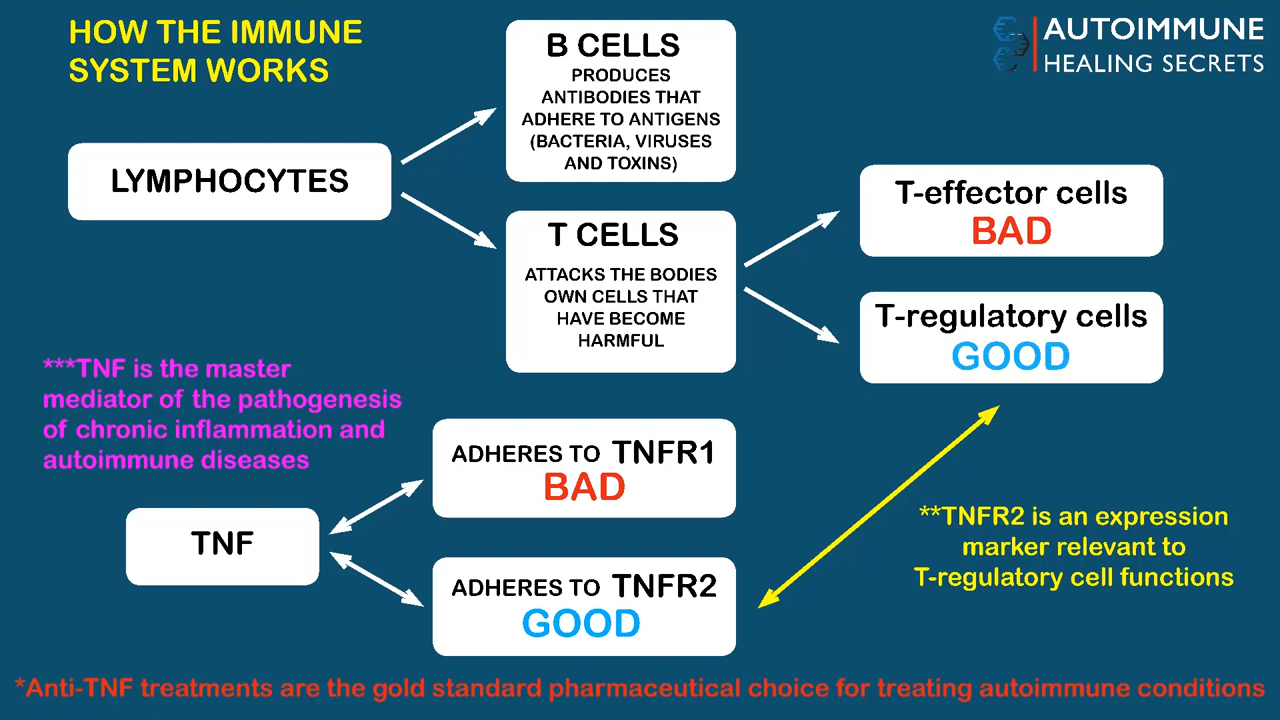 HOW THE IMMUNE
SYSTEM WORKS
AUTOIMMUNE
HEALING SECRETS
LYMPHOCYTES
B CELLS
PRODUCES
ANTIBODIES THAT
ADHERE TO ANTIGENS
(BACTERIA, VIRUSES
AND TOXINS)
T CELLS
ATTACKS THE BODIES
OWN CELLS THAT
HAVE BECOME
HARMFUL
T-effector cells
BAD
T-regulatory cells
GOOD
***TNF is the master
mediator of the pathogenesis
of chronic inflammation and
autoimmune diseases
TNF
ADHERES TO TNFR1
BAD
ADHERES TO TNFR2
GOOD
**TNFR2 is an expression
marker relevant to
T-regulatory cell functions
*Anti-TNF treatments are the gold standard pharmaceutical choice for treating autoimmune conditions